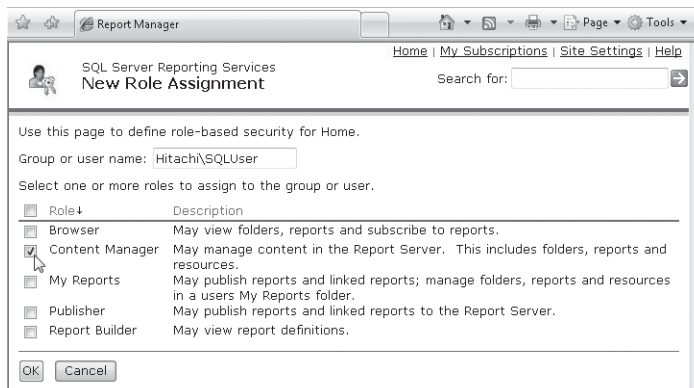 Report Manager
Page
Tools
Home | My Subscriptions | Site Settings | Help
SQL Server Reporting Services
New Role Assignment
Search for:
Use this page to define role-based security for Home.
Group or user name: Hitachi\SQLUser
Select one or more roles to assign to the group or user.
Role↓ Description
Browser May view folders, reports and subscribe to reports.
Content Manager May manage content in the Report Server. This includes folders, reports and
resources.
My Reports May publish reports and linked reports; manage folders, reports and resources
in a users My Reports folder.
Publisher May publish reports and linked reports to the Report Server.
Report Builder May view report definitions.
OK Cancel